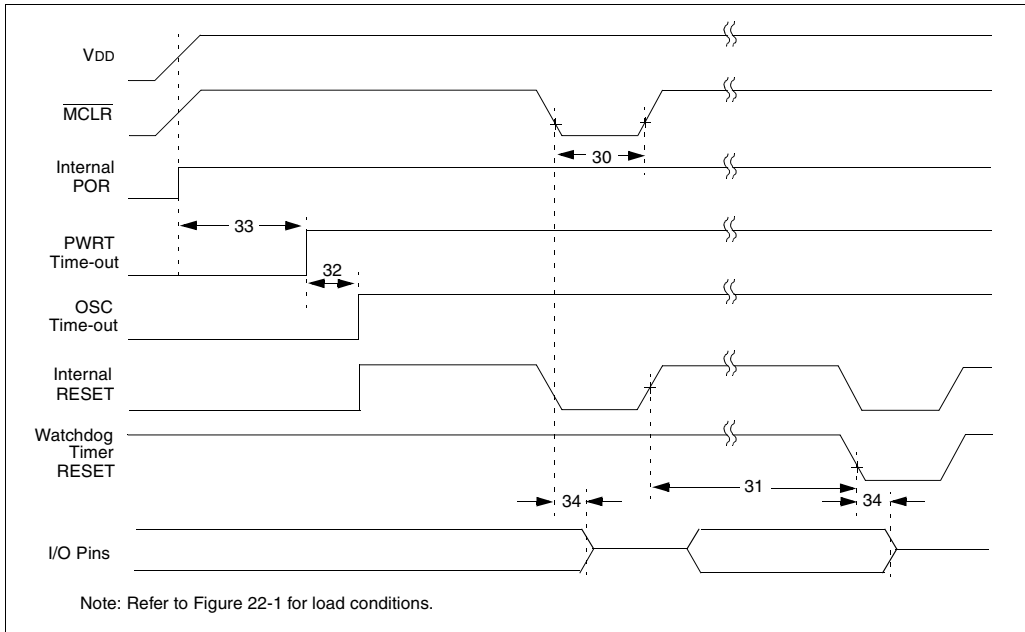 VDD
MCLR
30
Internal
POR
33
PWRT
Time-out
32
OSC
Time-out
Internal
RESET
Watchdog
Timer
RESET
31
34
34
I/O Pins
Note: Refer to Figure 22-1 for load conditions.